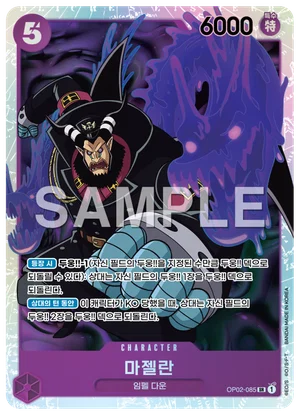 5
6000
특수
特
SAMPLE
등장 시 두웅!!-1(자신 필드의 두웅!!을 지정된 수만큼 두웅!! 덱으로
되돌릴 수 있다): 상대는 자신 필드의 두웅!! 1장을 두웅!! 덱으로
되돌린다.
상대의 턴 동안 이 캐릭터가 KO 당했을 때, 상대는 자신 필드의
두웅!! 2장을 두웅!! 덱으로 되돌린다.
CHARACTER
마젤란
임펠 다운
OP02-085 SR 1
BANDAI MADE IN KOREA